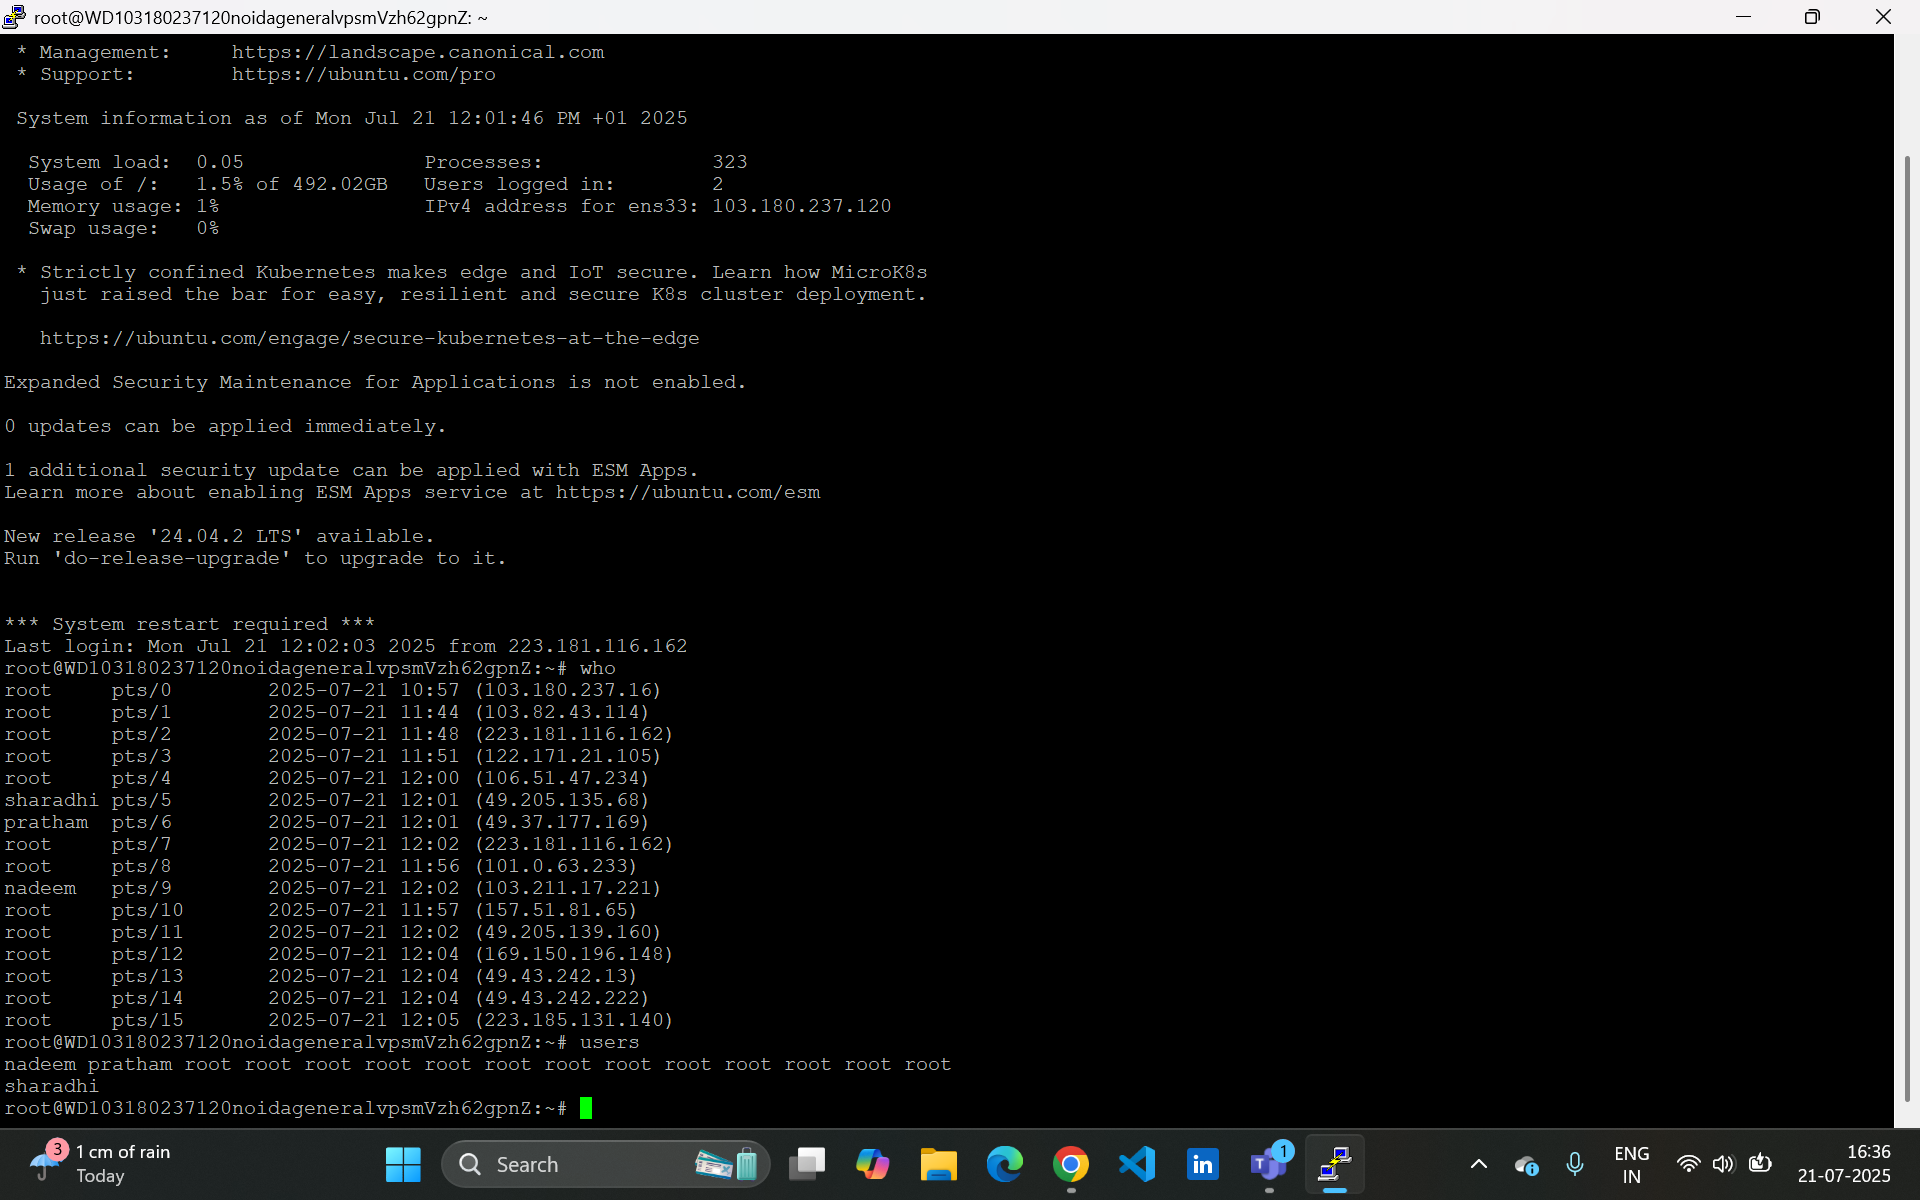 root@WD103180237120noidageneralvpsmVzh62gpnZ: ~
* Management:     https://landscape.canonical.com
* Support:        https://ubuntu.com/pro
System information as of Mon Jul 21 12:01:46 PM +01 2025
System load:  0.05               Processes:              323
Usage of /:   1.5% of 492.02GB   Users logged in:        2
Memory usage: 1%                 IPv4 address for ens33: 103.180.237.120
Swap usage:   0%
* Strictly confined Kubernetes makes edge and IoT secure. Learn how MicroK8s
just raised the bar for easy, resilient and secure K8s cluster deployment.
https://ubuntu.com/engage/secure-kubernetes-at-the-edge
Expanded Security Maintenance for Applications is not enabled.
0 updates can be applied immediately.
1 additional security update can be applied with ESM Apps.
Learn more about enabling ESM Apps service at https://ubuntu.com/esm
New release '24.04.2 LTS' available.
Run 'do-release-upgrade' to upgrade to it.
*** System restart required ***
Last login: Mon Jul 21 12:02:03 2025 from 223.181.116.162
root@WD103180237120noidageneralvpsmVzh62gpnZ:~# who
root     pts/0        2025-07-21 10:57 (103.180.237.16)
root     pts/1        2025-07-21 11:44 (103.82.43.114)
root     pts/2        2025-07-21 11:48 (223.181.116.162)
root     pts/3        2025-07-21 11:51 (122.171.21.105)
root     pts/4        2025-07-21 12:00 (106.51.47.234)
sharadhi pts/5        2025-07-21 12:01 (49.205.135.68)
pratham  pts/6        2025-07-21 12:01 (49.37.177.169)
root     pts/7        2025-07-21 12:02 (223.181.116.162)
root     pts/8        2025-07-21 11:56 (101.0.63.233)
nadeem   pts/9        2025-07-21 12:02 (103.211.17.221)
root     pts/10       2025-07-21 11:57 (157.51.81.65)
root     pts/11       2025-07-21 12:02 (49.205.139.160)
root     pts/12       2025-07-21 12:04 (169.150.196.148)
root     pts/13       2025-07-21 12:04 (49.43.242.13)
root     pts/14       2025-07-21 12:04 (49.43.242.222)
root     pts/15       2025-07-21 12:05 (223.185.131.140)
root@WD103180237120noidageneralvpsmVzh62gpnZ:~# users
nadeem pratham root root root root root root root root root root root root root
sharadhi
root@WD103180237120noidageneralvpsmVzh62gpnZ:~#
3
1 cm of rain
Today
Search
in
1
ENG
IN
16:36
21-07-2025